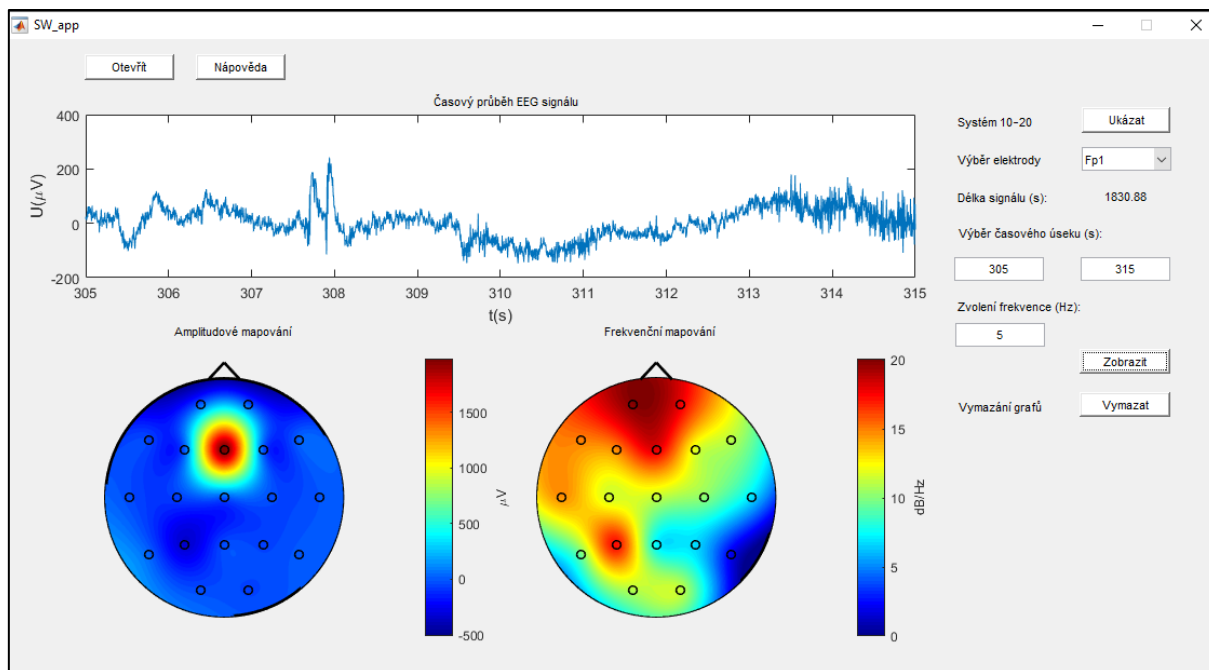 SW_app
Otevřít
Nápověda
Časový průběh EEG signálu
400
200
0
-200
U(μV)
305
306
307
308
309
310
311
312
313
314
315
t(s)
Systém 10-20
Ukázat
Výběr elektrody
Fp1
Délka signálu (s):
1830.88
Výběr časového úseku (s):
305
315
Zvolení frekvence (Hz):
5
Zobrazit
Vymazání grafů
Vymazat
Amplitudové mapování
1500
1000
500
0
-500
μV
Frekvenční mapování
20
15
10
5
0
dB/Hz